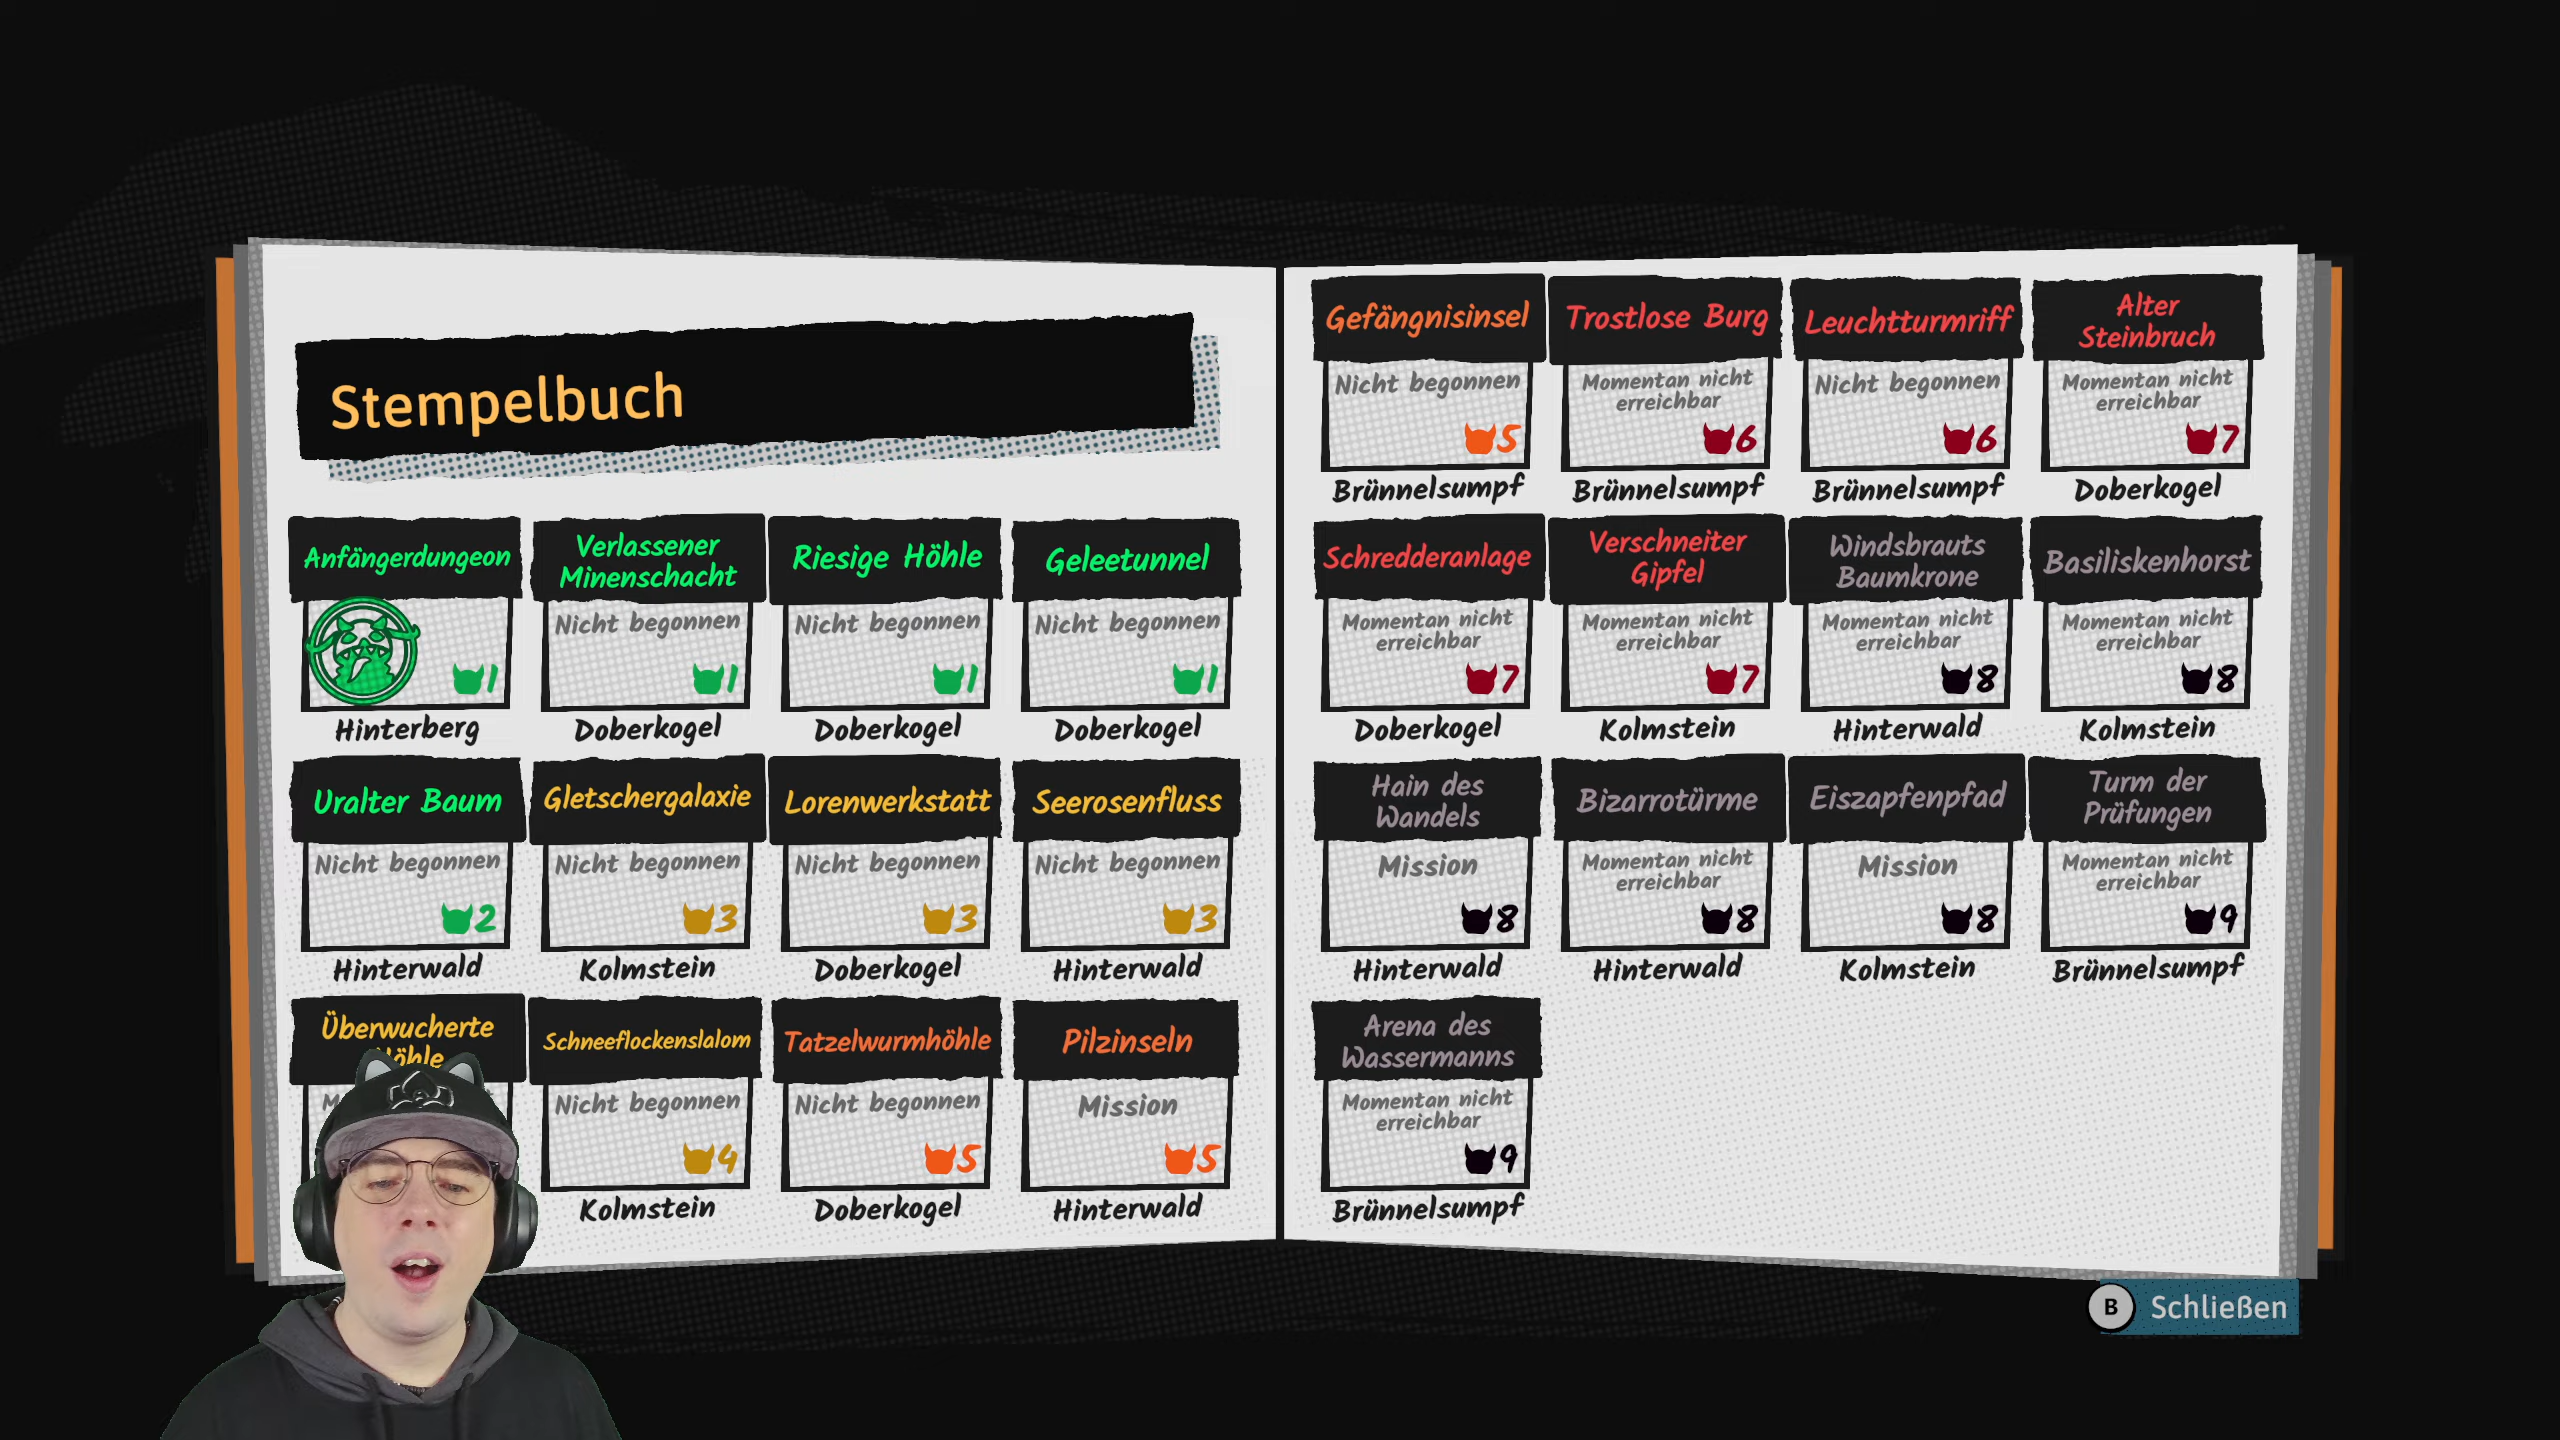 Stempelbuch
Anfängerdungeon
1
Hinterberg
Verlassener
Minenschacht
Nicht begonnen
1
Doberkogel
Riesige Höhle
Nicht begonnen
1
Doberkogel
Geleetunnel
Nicht begonnen
1
Doberkogel
Uralter Baum
Nicht begonnen
2
Hinterwald
Gletschergalaxie
Nicht begonnen
3
Kolmstein
Lorenwerkstatt
Nicht begonnen
3
Doberkogel
Seerosenfluss
Nicht begonnen
3
Hinterwald
Überwucherte
Schneeflockenslalom
Nicht begonnen
4
Kolmstein
Tatzelwurmhöhle
Nicht begonnen
5
Doberkogel
Pilzinseln
Mission
5
Hinterwald
Gefängnisinsel
Nicht begonnen
5
Brünnelsumpf
Trostlose Burg
Momentan nicht
erreichbar
6
Brünnelsumpf
Leuchtturmriff
Nicht begonnen
6
Brünnelsumpf
Alter
Steinbruch
Momentan nicht
erreichbar
7
Doberkogel
Schredderanlage
Momentan nicht
erreichbar
7
Doberkogel
Verschneiter
Gipfel
Momentan nicht
erreichbar
7
Kolmstein
Windsbrauts
Baumkrone
Momentan nicht
erreichbar
8
Hinterwald
Basiliskenhorst
Momentan nicht
erreichbar
8
Kolmstein
Hain des
Wandels
Mission
8
Hinterwald
Bizarrotürme
Momentan nicht
erreichbar
8
Hinterwald
Eiszapfenpfad
Mission
8
Kolmstein
Turm der
Prüfungen
Momentan nicht
erreichbar
9
Brünnelsumpf
Arena des
Wassermanns
Momentan nicht
erreichbar
9
Brünnelsumpf
B Schließen